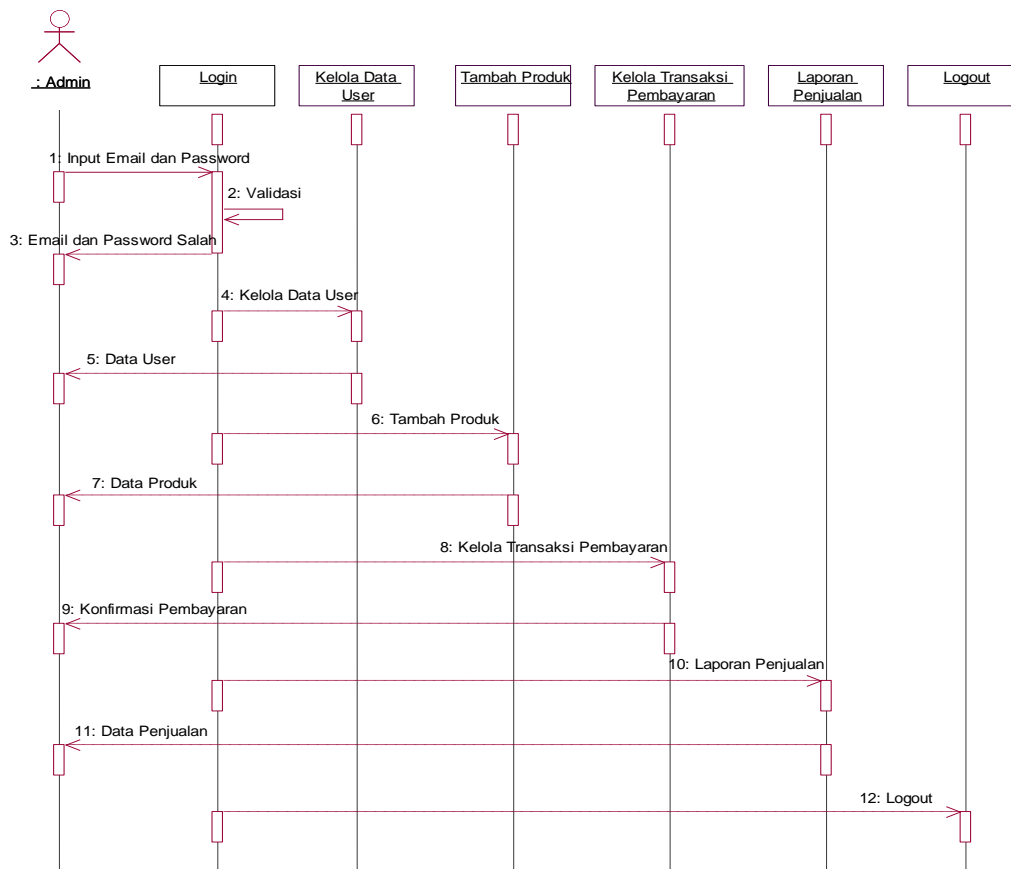 : Admin
Login
Kelola Data
User
Tambah Produk
Kelola Transaksi
Pembayaran
Laporan
Penjualan
Logout
1: Input Email dan Password
2: Validasi
3: Email dan Password Salah
4: Kelola Data User
5: Data User
6: Tambah Produk
7: Data Produk
8: Kelola Transaksi Pembayaran
9: Konfirmasi Pembayaran
10: Laporan Penjualan
11: Data Penjualan
12: Logout